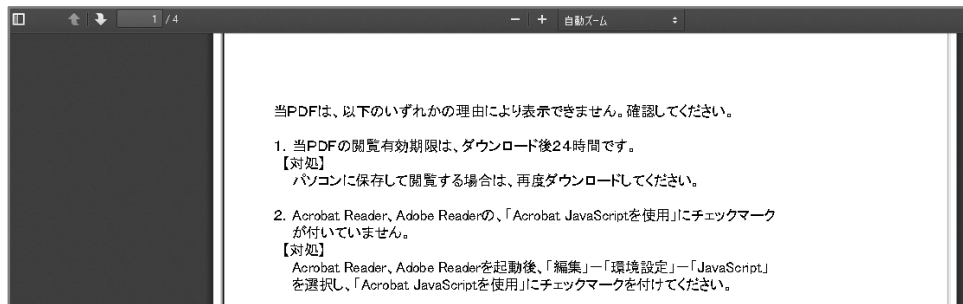 1 / 4
− + 自動ズーム
当PDFは、以下のいずれかの理由により表示できません。確認してください。
1. 当PDFの閲覧有効期限は、ダウンロード後24時間です。
【対処】
パソコンに保存して閲覧する場合は、再度ダウンロードしてください。
2. Acrobat Reader、Adobe Readerの、「Acrobat JavaScriptを使用」にチェックマーク
が付いていません。
【対処】
Acrobat Reader、Adobe Readerを起動後、「編集」－「環境設定」－「JavaScript」
を選択し、「Acrobat JavaScriptを使用」にチェックマークを付けてください。